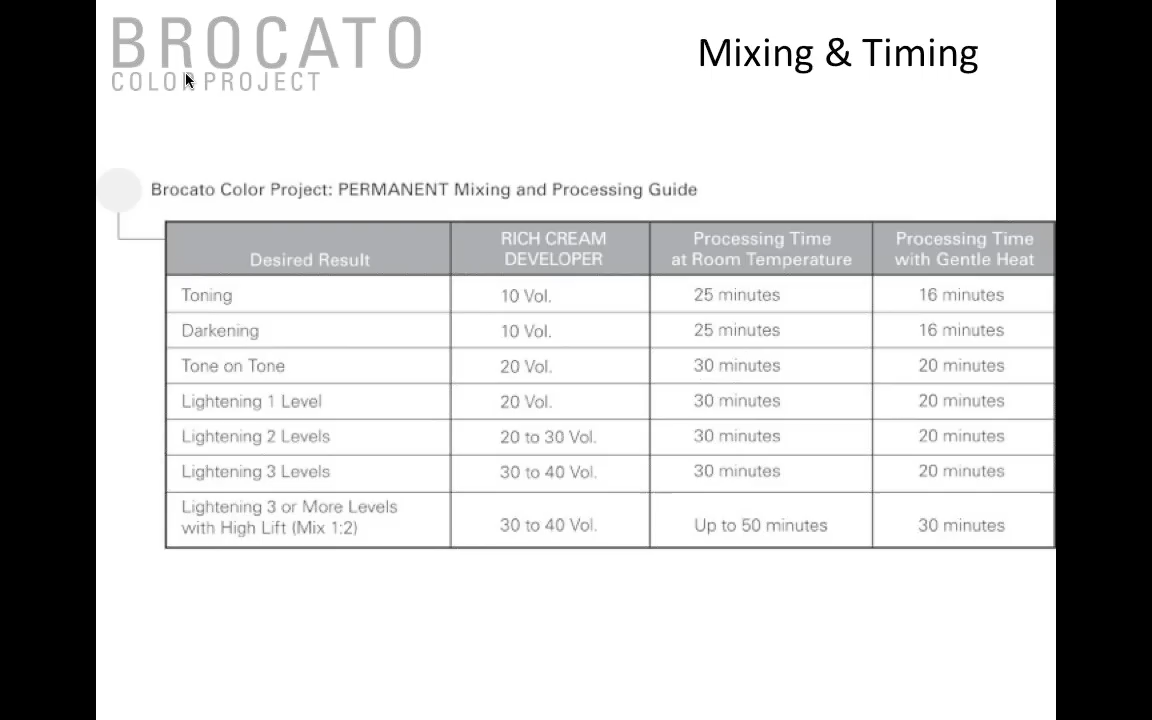 BROCATO
COLOR PROJECT
Mixing & Timing
Brocato Color Project: PERMANENT Mixing and Processing Guide
Desired Result RICH CREAM DEVELOPER Processing Time at Room Temperature Processing Time with Gentle Heat
Toning 10 Vol. 25 minutes 16 minutes
Darkening 10 Vol. 25 minutes 16 minutes
Tone on Tone 20 Vol. 30 minutes 20 minutes
Lightening 1 Level 20 Vol. 30 minutes 20 minutes
Lightening 2 Levels 20 to 30 Vol. 30 minutes 20 minutes
Lightening 3 Levels 30 to 40 Vol. 30 minutes 20 minutes
Lightening 3 or More Levels
with High Lift (Mix 1:2) 30 to 40 Vol. Up to 50 minutes 30 minutes